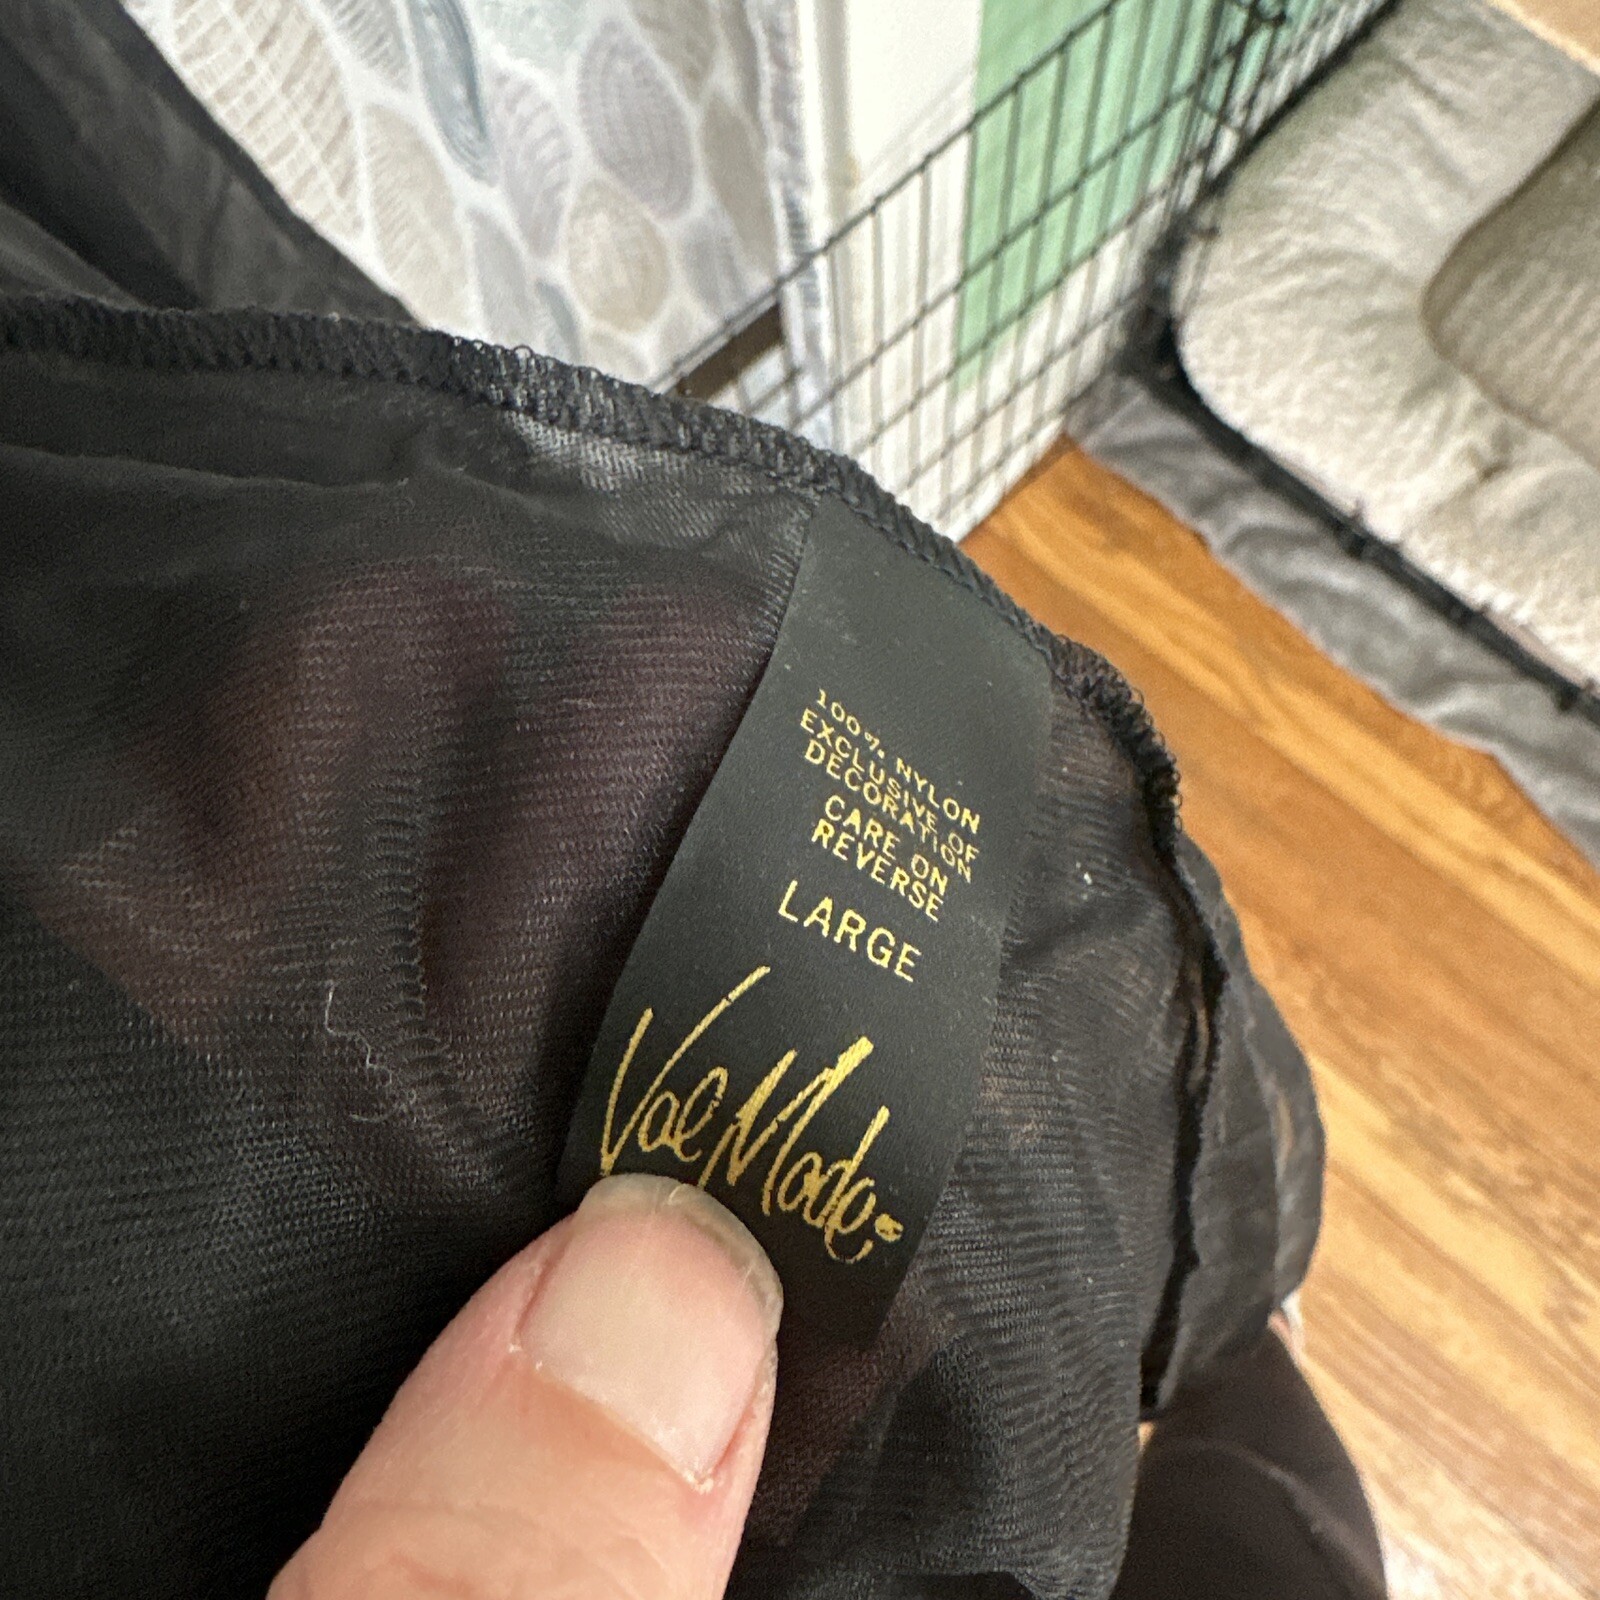 100% NYLON
EXCLUSIVE OF
DECORATION
CARE ON
REVERSE
LARGE
Val Mode